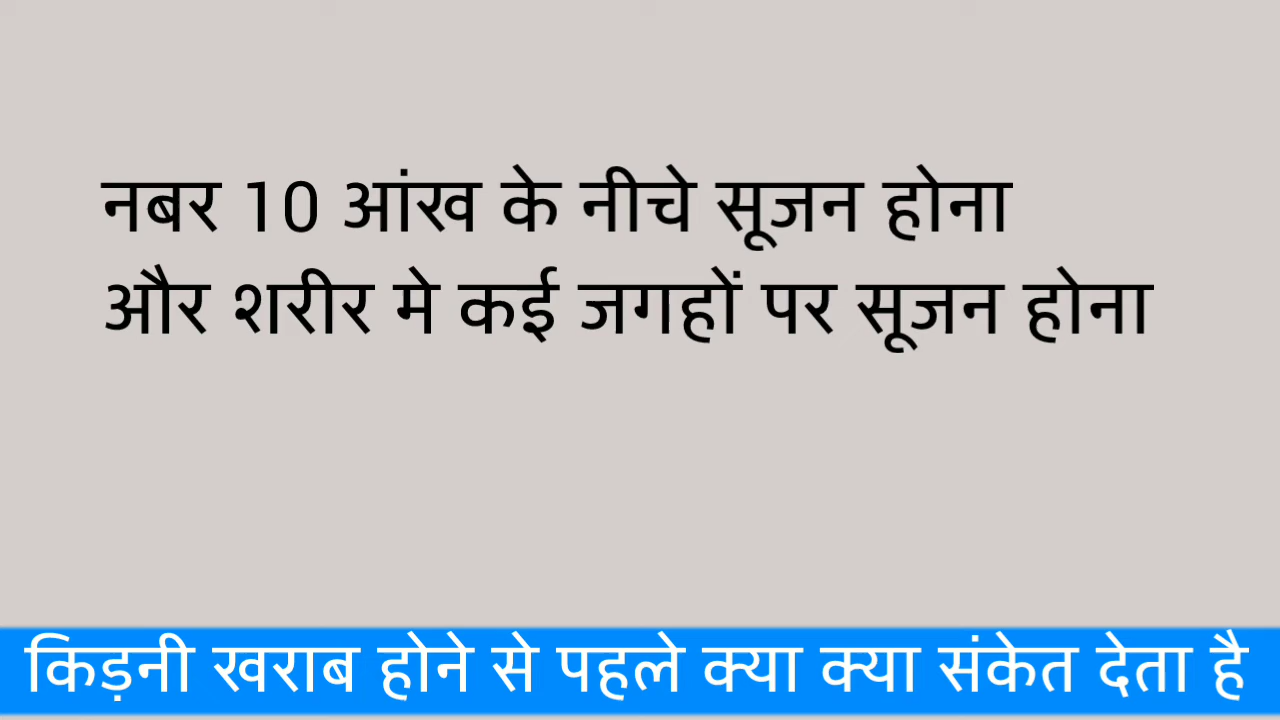 नबर 10 आंख के नीचे सूजन होना
और शरीर मे कई जगहों पर सूजन होना
किड़नी खराब होने से पहले क्या क्या संकेत देता है